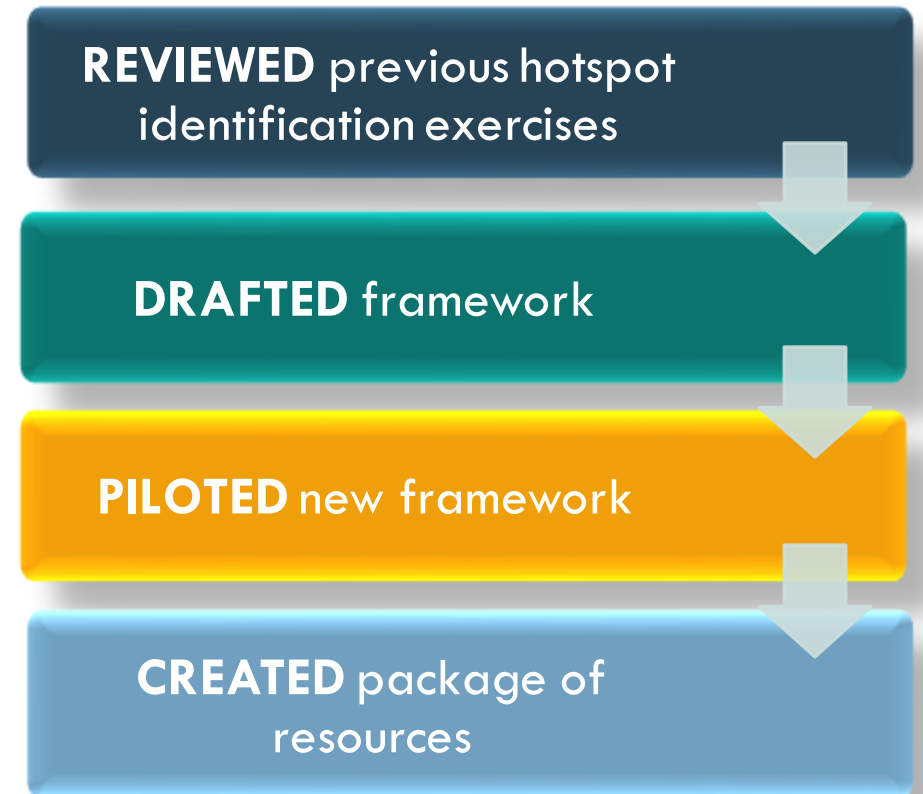 REVIEWED previous hotspot
identification exercises
DRAFTED framework
PILOTED new framework
CREATED package of
resources